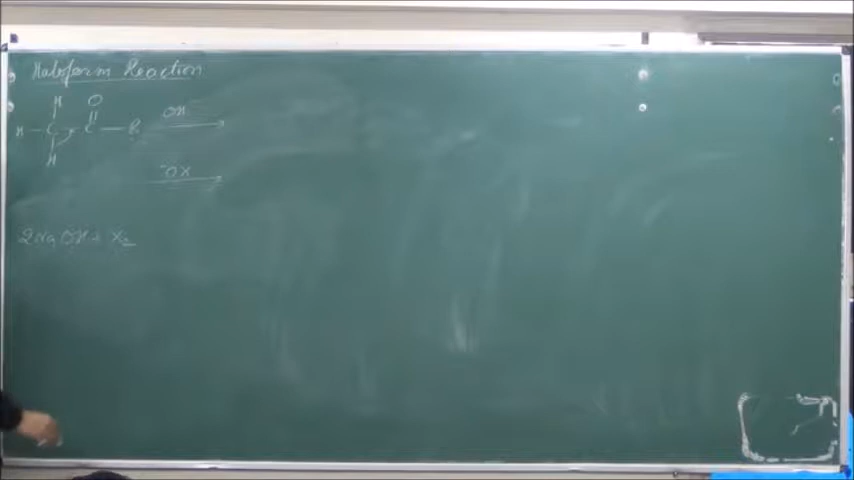 Haloform Reaction
H O
H - C - C - R OH
H
⁻OX
2NaOH + X₂